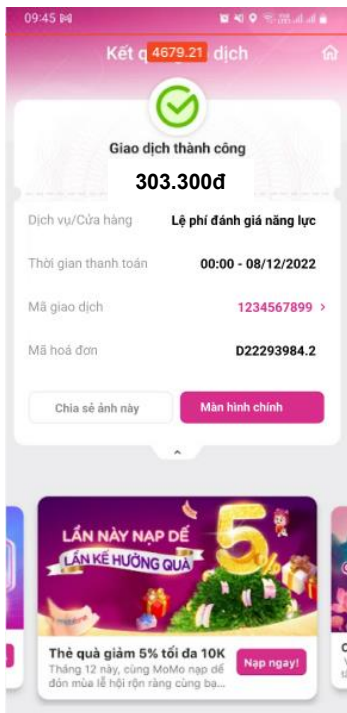 09:45
Kết q 4679.21 dịch
Giao dịch thành công
303.300đ
Dịch vụ/Cửa hàng Lệ phí đánh giá năng lực
Thời gian thanh toán 00:00 - 08/12/2022
Mã giao dịch 1234567899 >
Mã hoá đơn D22293984.2
Chia sẻ ảnh này Màn hình chính
LẦN NÀY NẠP DẾ
LẦN KẾ HƯỞNG QUÀ
5%
Thẻ quà giảm 5% tối đa 10K
Tháng 12 này, cùng MoMo nạp dế
đón mùa lễ hội rộn ràng cùng bạ...
Nạp ngay!